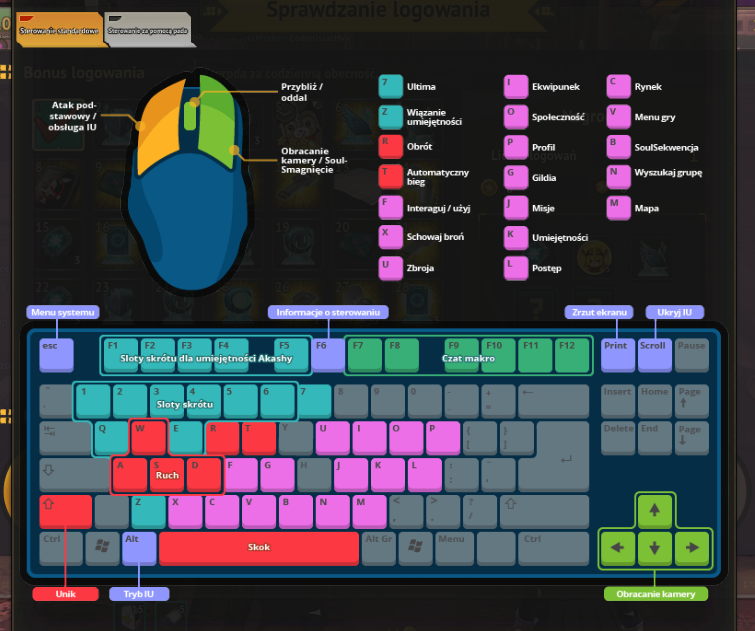 Sprawdzanie logowania
Sterowanie standardowe
Sterowanie za pomocą pada
Bonus logowania
Atak pod-
stawowy /
obsługa IU
Przybliż /
oddal
Obracanie
kamery / Soul-
Smagnięcie
7 Ultima
Z Wiązanie
umiejętności
R Obrót
T Automatyczny
bieg
F Interaguj / użyj
X Schowaj broń
U Zbroja
I Ekwipunek
O Społeczność
P Profil
G Gildia
J Misje
K Umiejętności
L Postęp
C Rynek
V Menu gry
B SoulSekwencja
N Wyszukaj grupę
M Mapa
Menu systemu
Informacje o sterowaniu
Zrzut ekranu
Ukryj IU
esc F1 F2 F3 F4 F5 F6 F7 F8 F9 F10 F11 F12 Print Scroll Pause
Sloty skrótu dla umiejętności Akashy
Czat makro
1 2 3 4 5 6 7 8 9 0 + = Insert Home Page
Sloty skrótu
Q W E R T Y U I O P { [ } ] Delete End Page
A S D F G H J K L : ;
Ruch
Z X C V B N M < , > . ? /
Ctrl Alt Alt Gr Menu Ctrl
Skok
Unik
Tryb IU
Obracanie kamery